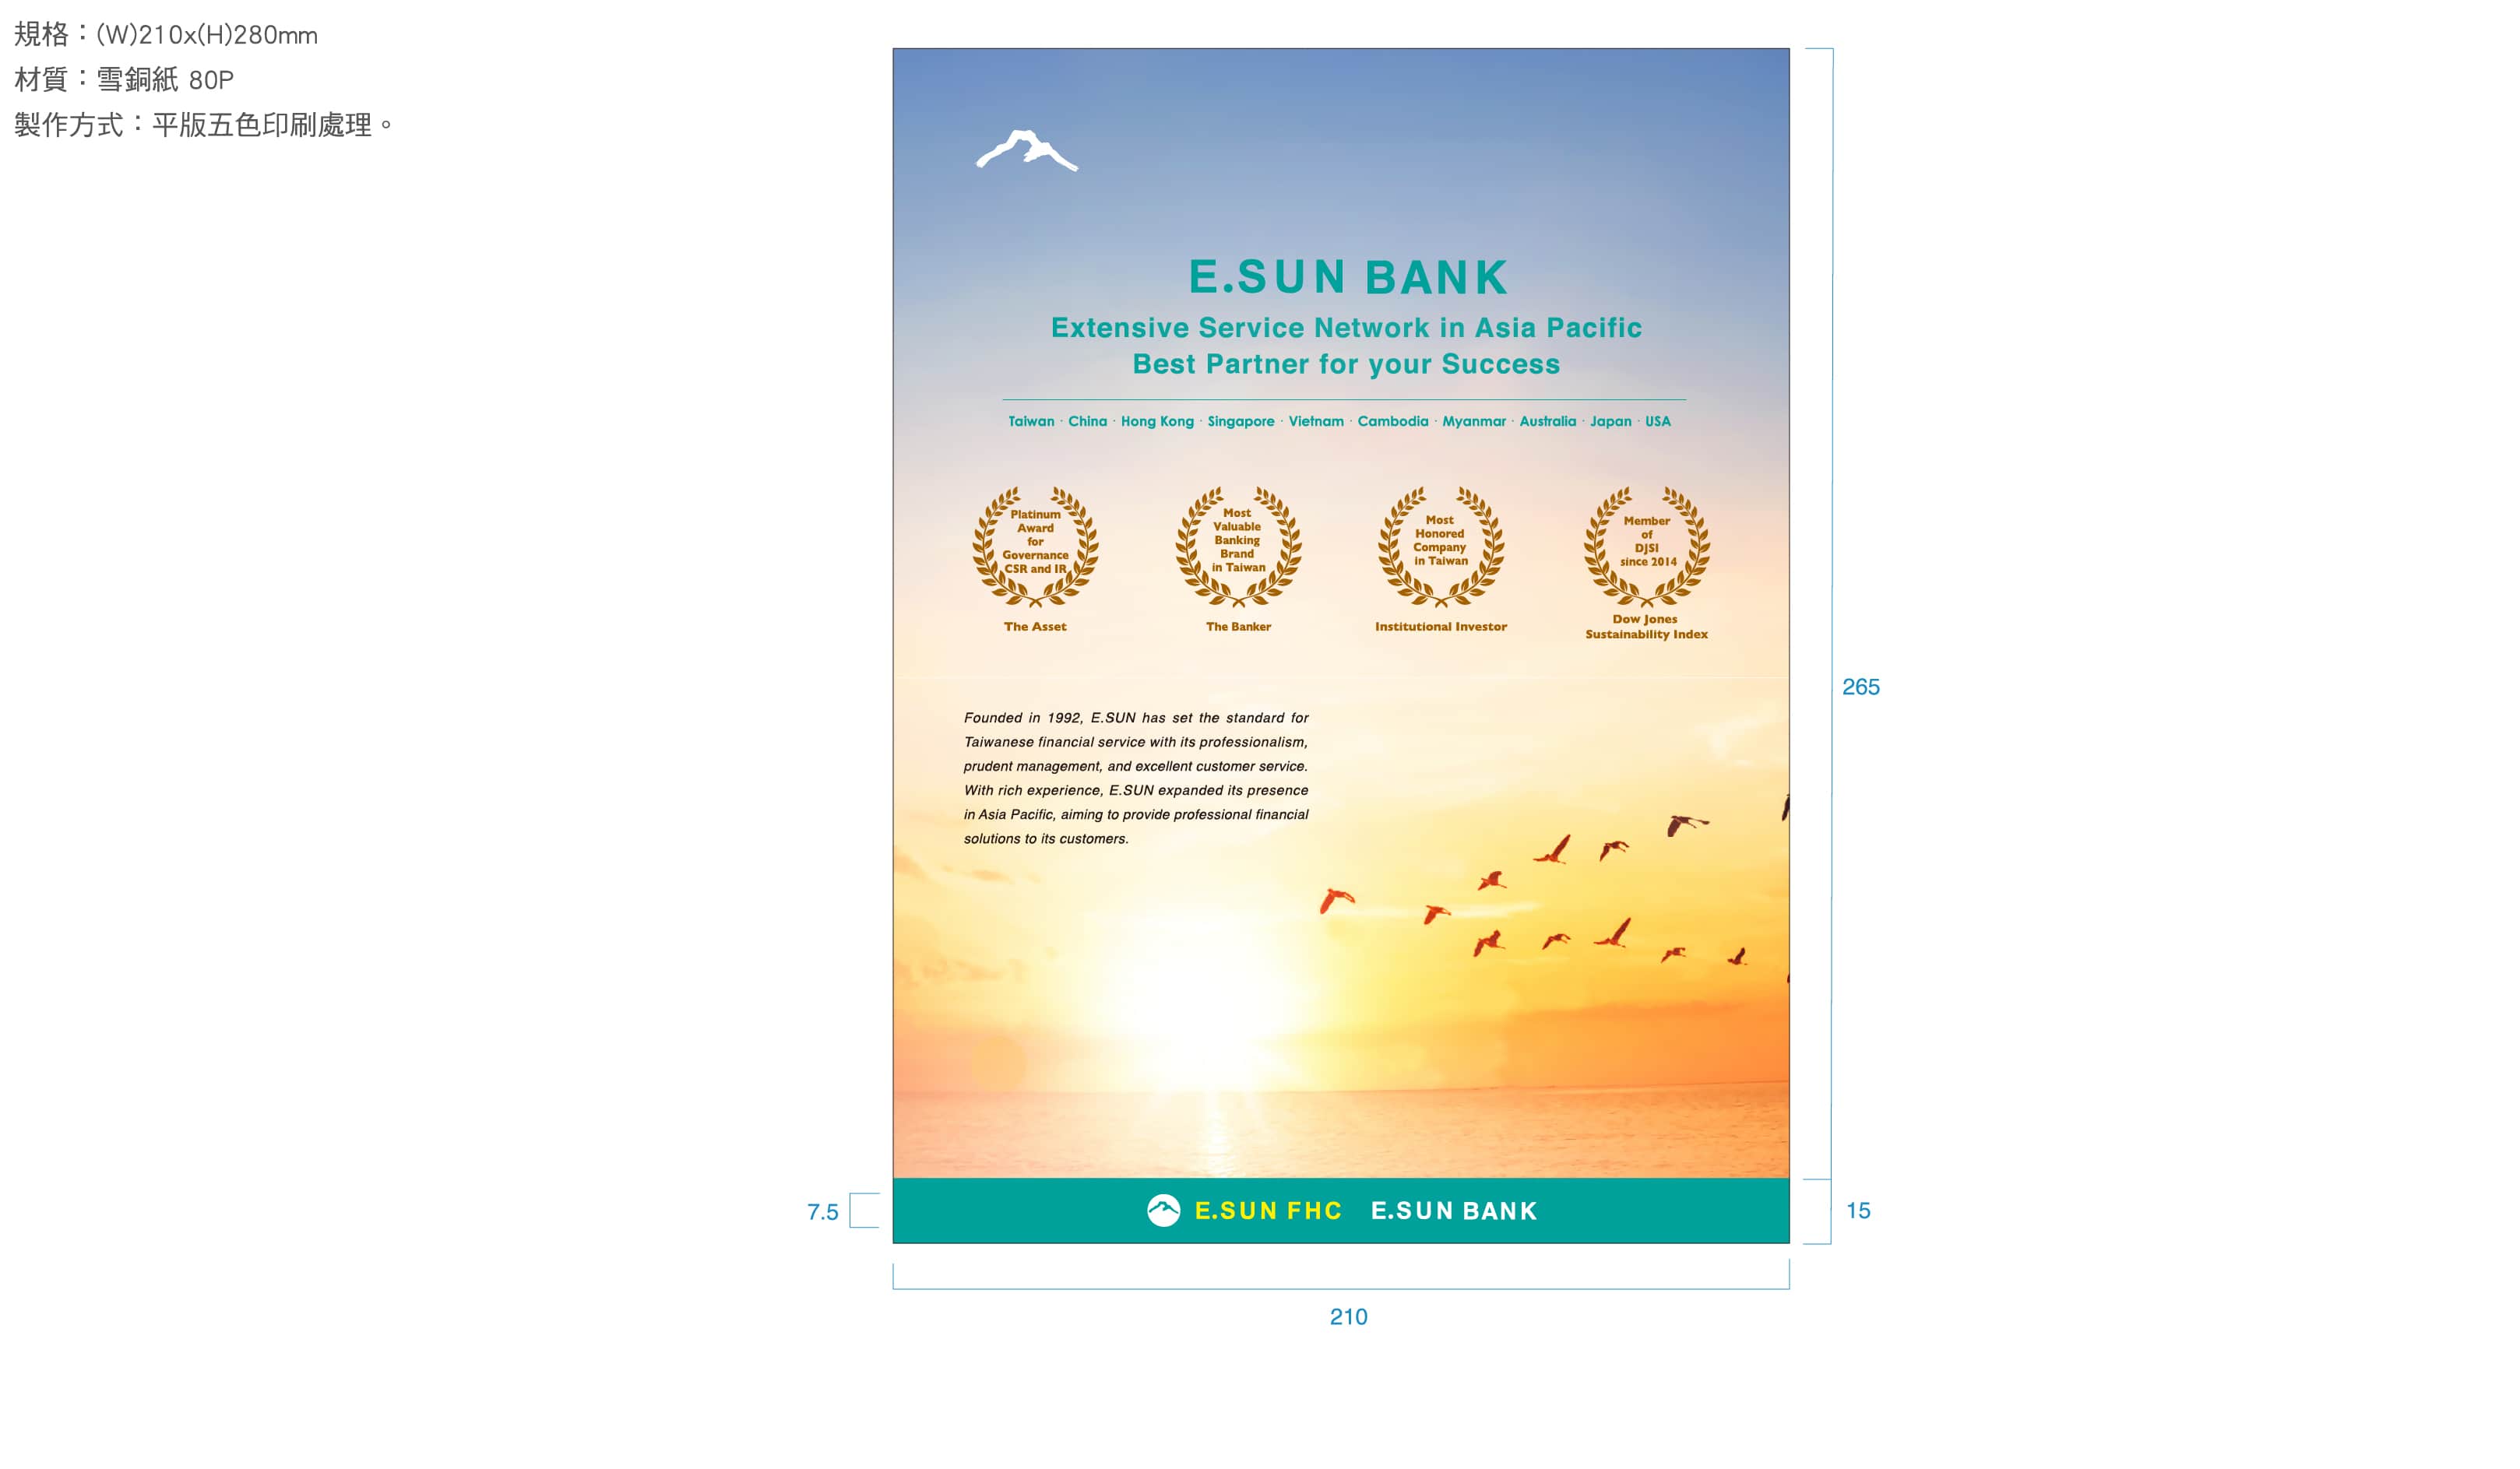 規格：(W)210x(H)280mm
材質：雪銅紙 80P
製作方式：平版五色印刷處理。
E.SUN BANK
Extensive Service Network in Asia Pacific
Best Partner for your Success
Taiwan · China · Hong Kong · Singapore · Vietnam · Cambodia · Myanmar · Australia · Japan · USA
Platinum
Award
for
Governance
CSR and IR
The Asset
Most
Valuable
Banking
Brand
in Taiwan
The Banker
Most
Honored
Company
in Taiwan
Institutional Investor
Member
of
DJSI
since 2014
Dow Jones
Sustainability Index
265
Founded in 1992, E.SUN has set the standard for
Taiwanese financial service with its professionalism,
prudent management, and excellent customer service.
With rich experience, E.SUN expanded its presence
in Asia Pacific, aiming to provide professional financial
solutions to its customers.
7.5
E.SUN FHC E.SUN BANK
15
210